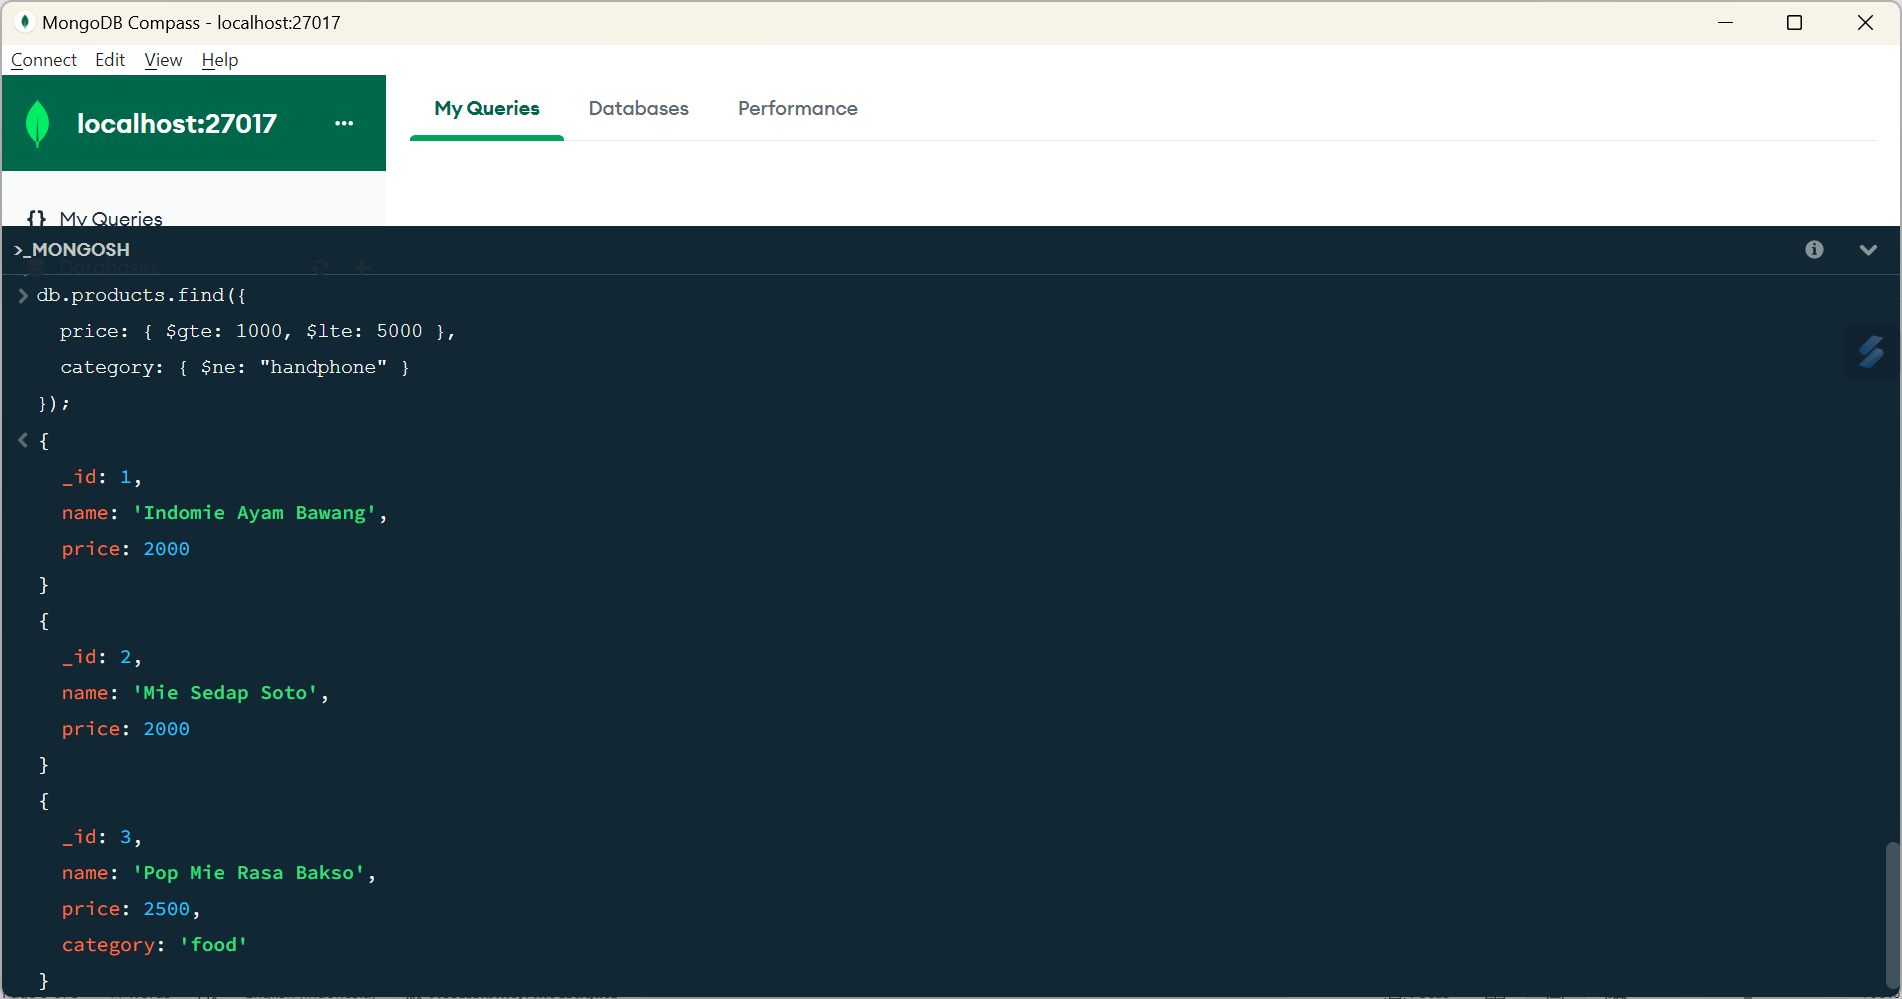 MongoDB Compass - localhost:27017
Connect Edit View Help
localhost:27017 ...
My Queries Databases Performance
{} My Queries
>_MONGOSH
Databases
> db.products.find({
price: { $gte: 1000, $lte: 5000 },
category: { $ne: "handphone" }
});
< {
_id: 1,
name: 'Indomie Ayam Bawang',
price: 2000
}
{
_id: 2,
name: 'Mie Sedap Soto',
price: 2000
}
{
_id: 3,
name: 'Pop Mie Rasa Bakso',
price: 2500,
category: 'food'
}